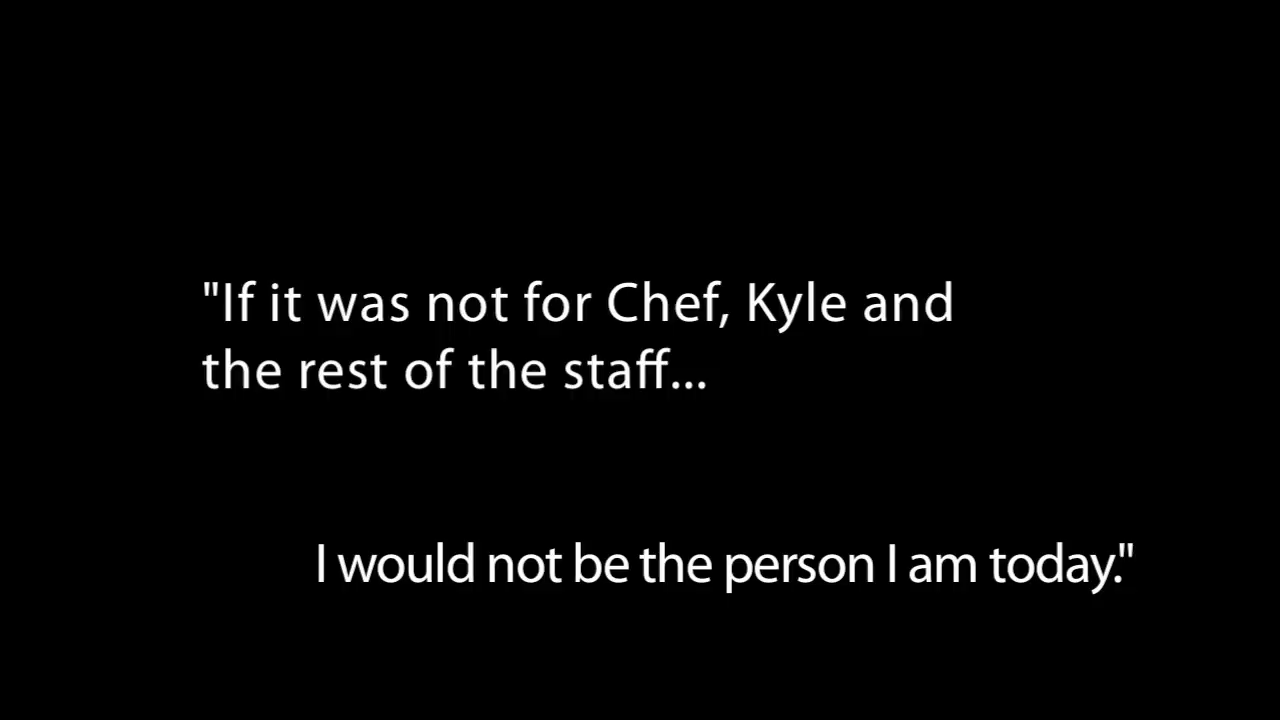 "If it was not for Chef, Kyle and
the rest of the staff...
I would not be the person I am today."